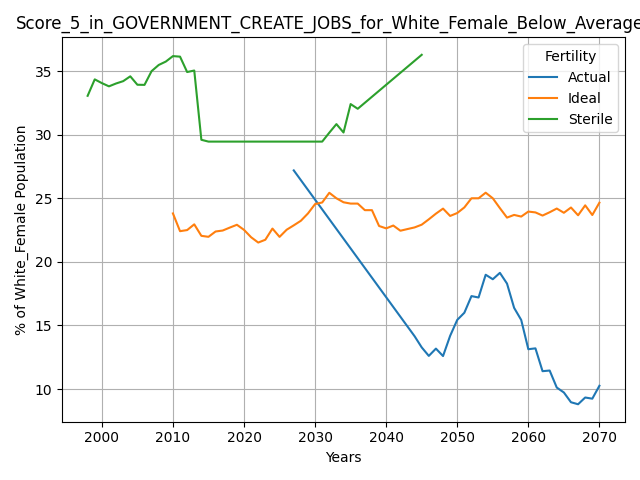 Score_5_in_GOVERNMENT_CREATE_JOBS_for_White_Female_Below_Average
Fertility
Actual
Ideal
Sterile
% of White_Female Population
35
30
25
20
15
10
2000 2010 2020 2030 2040 2050 2060 2070
Years